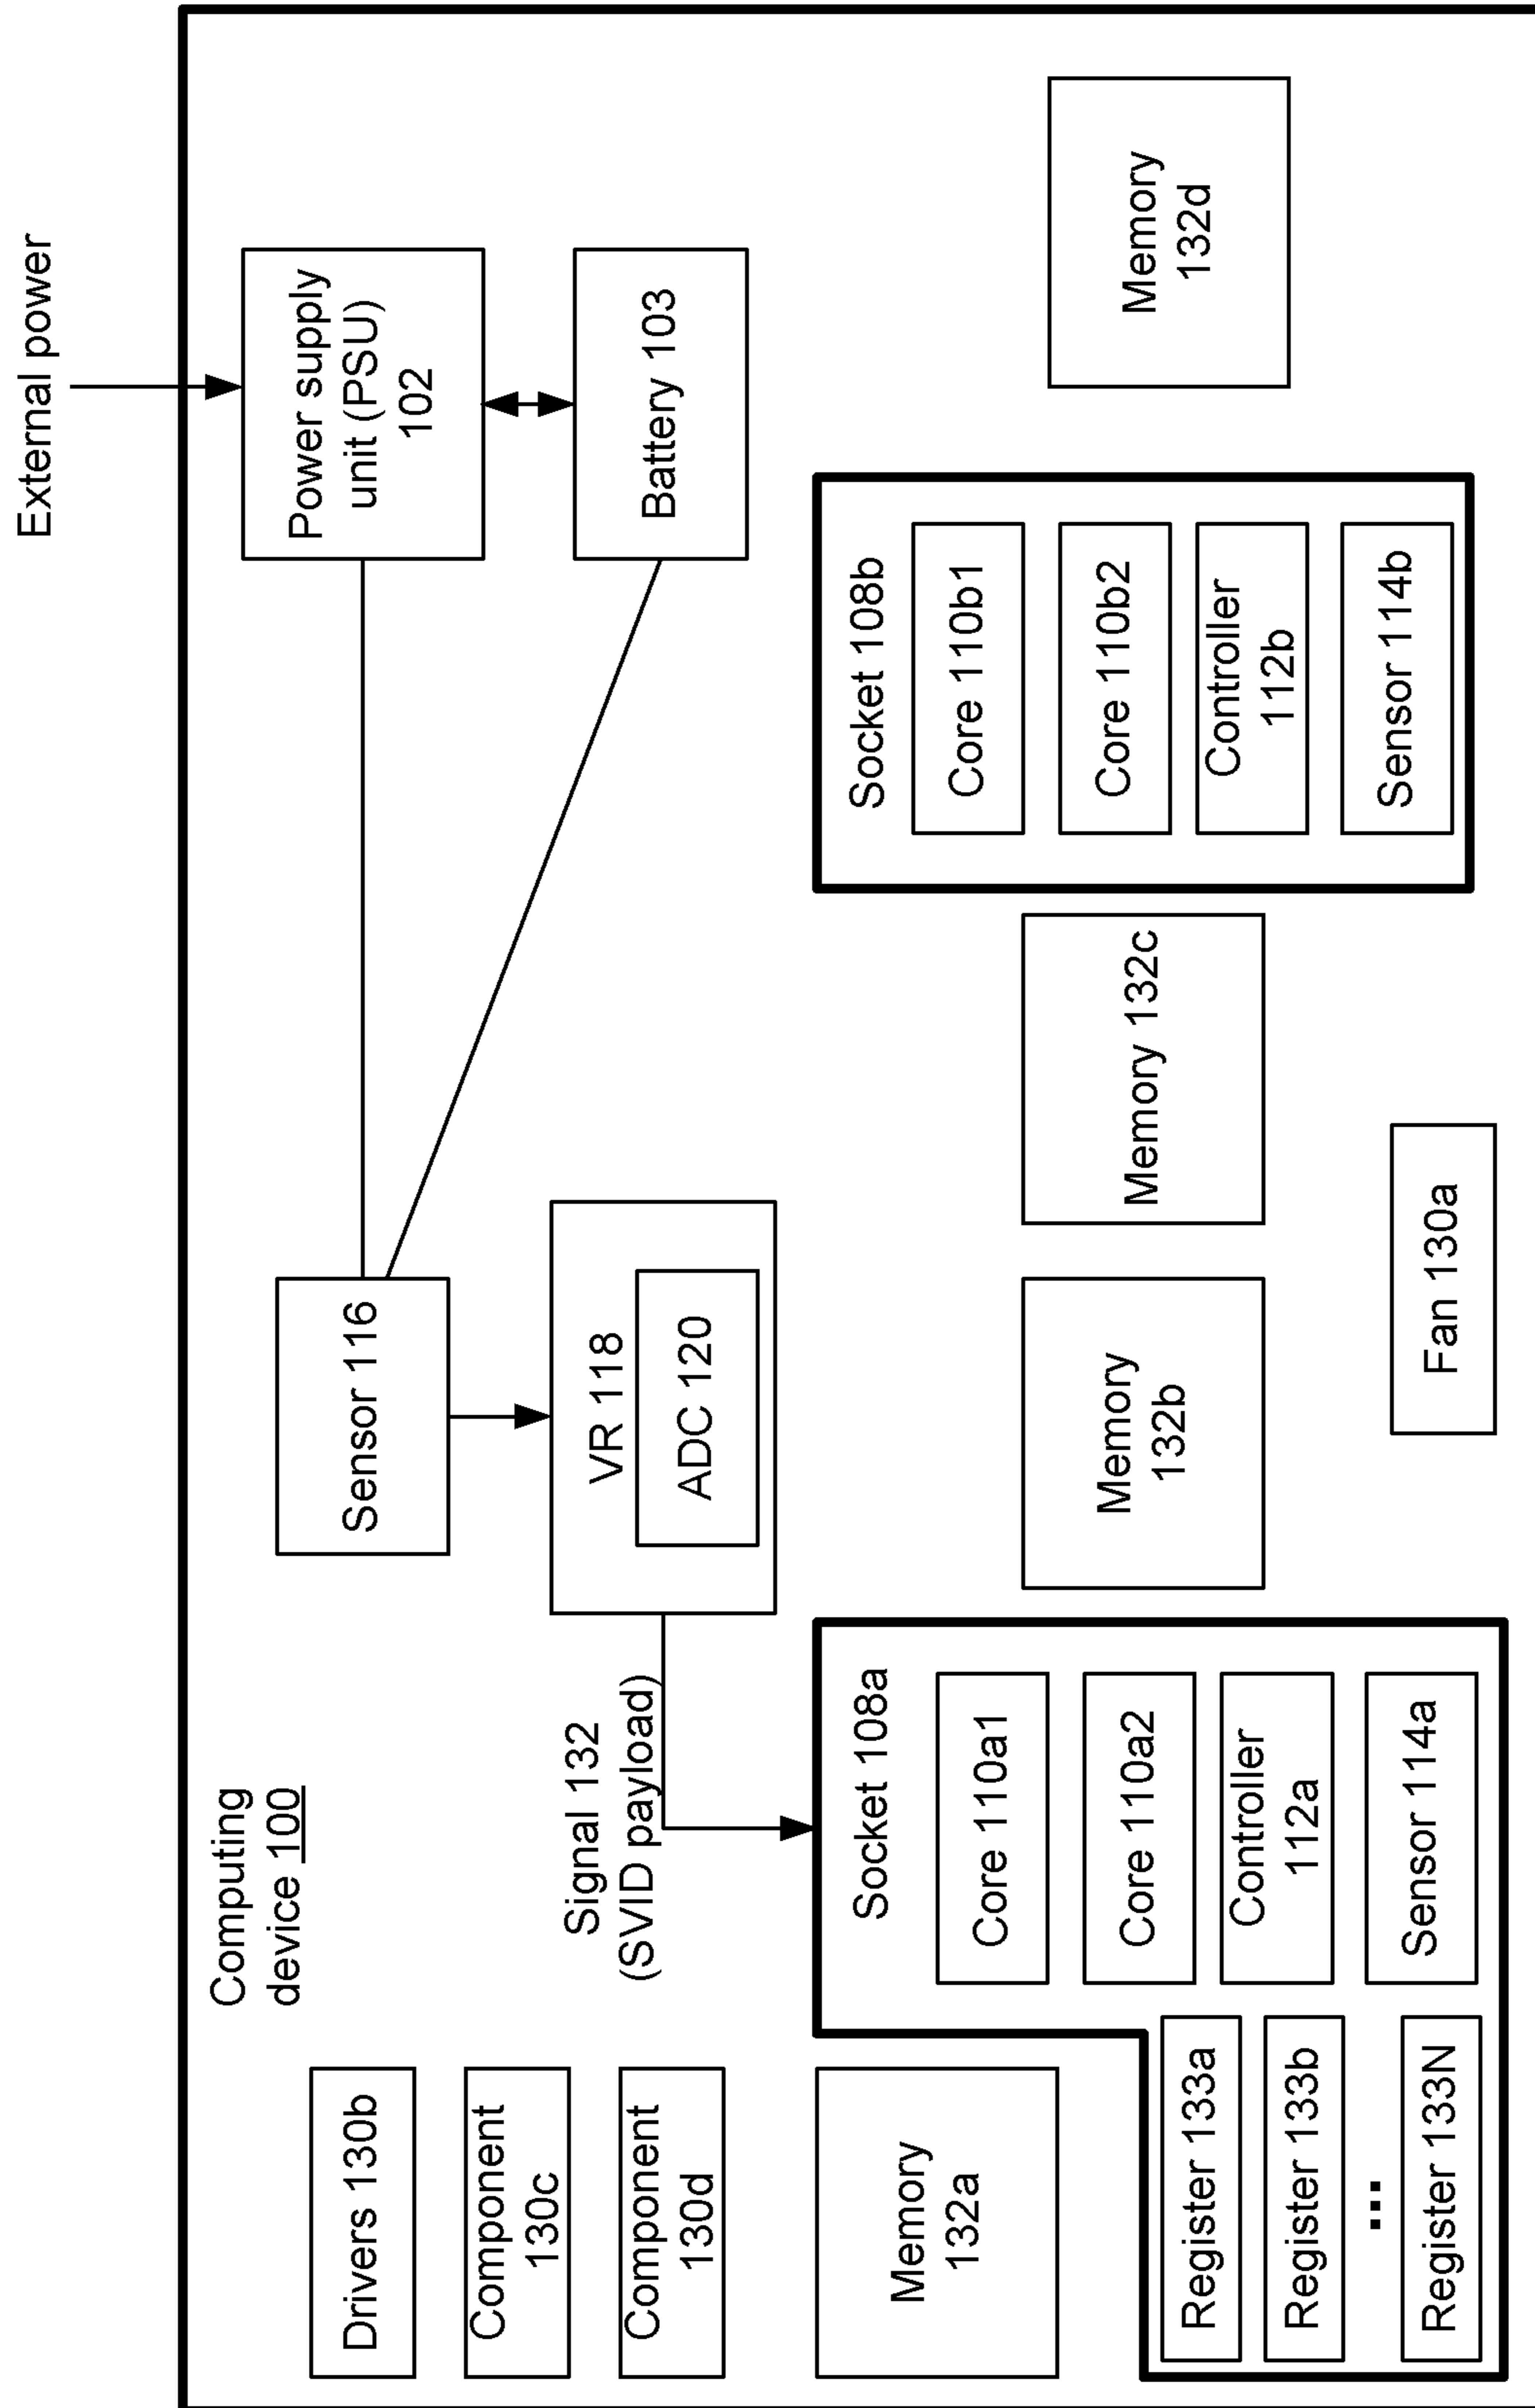 External power
Computing
device 100
Power supply
unit (PSU)
102
Battery 103
Sensor 116
VR 118
ADC 120
Signal 132
(SVID payload)
Drivers 130b
Component
130c
Component
130d
Memory
132a
Socket 108a
Core 110a1
Core 110a2
Controller
112a
Sensor 114a
Register 133a
Register 133b
...
Register 133N
Memory
132b
Memory 132c
Fan 130a
Socket 108b
Core 110b1
Core 110b2
Controller
112b
Sensor 114b
Memory
132d